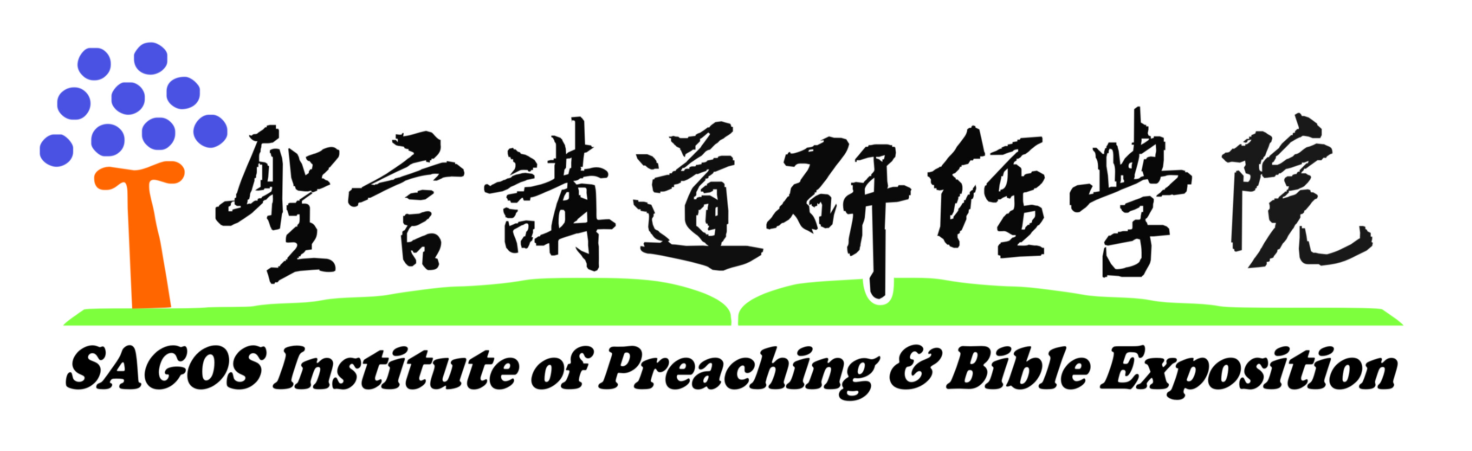 聖言講道研經學院
SAGOS Institute of Preaching & Bible Exposition